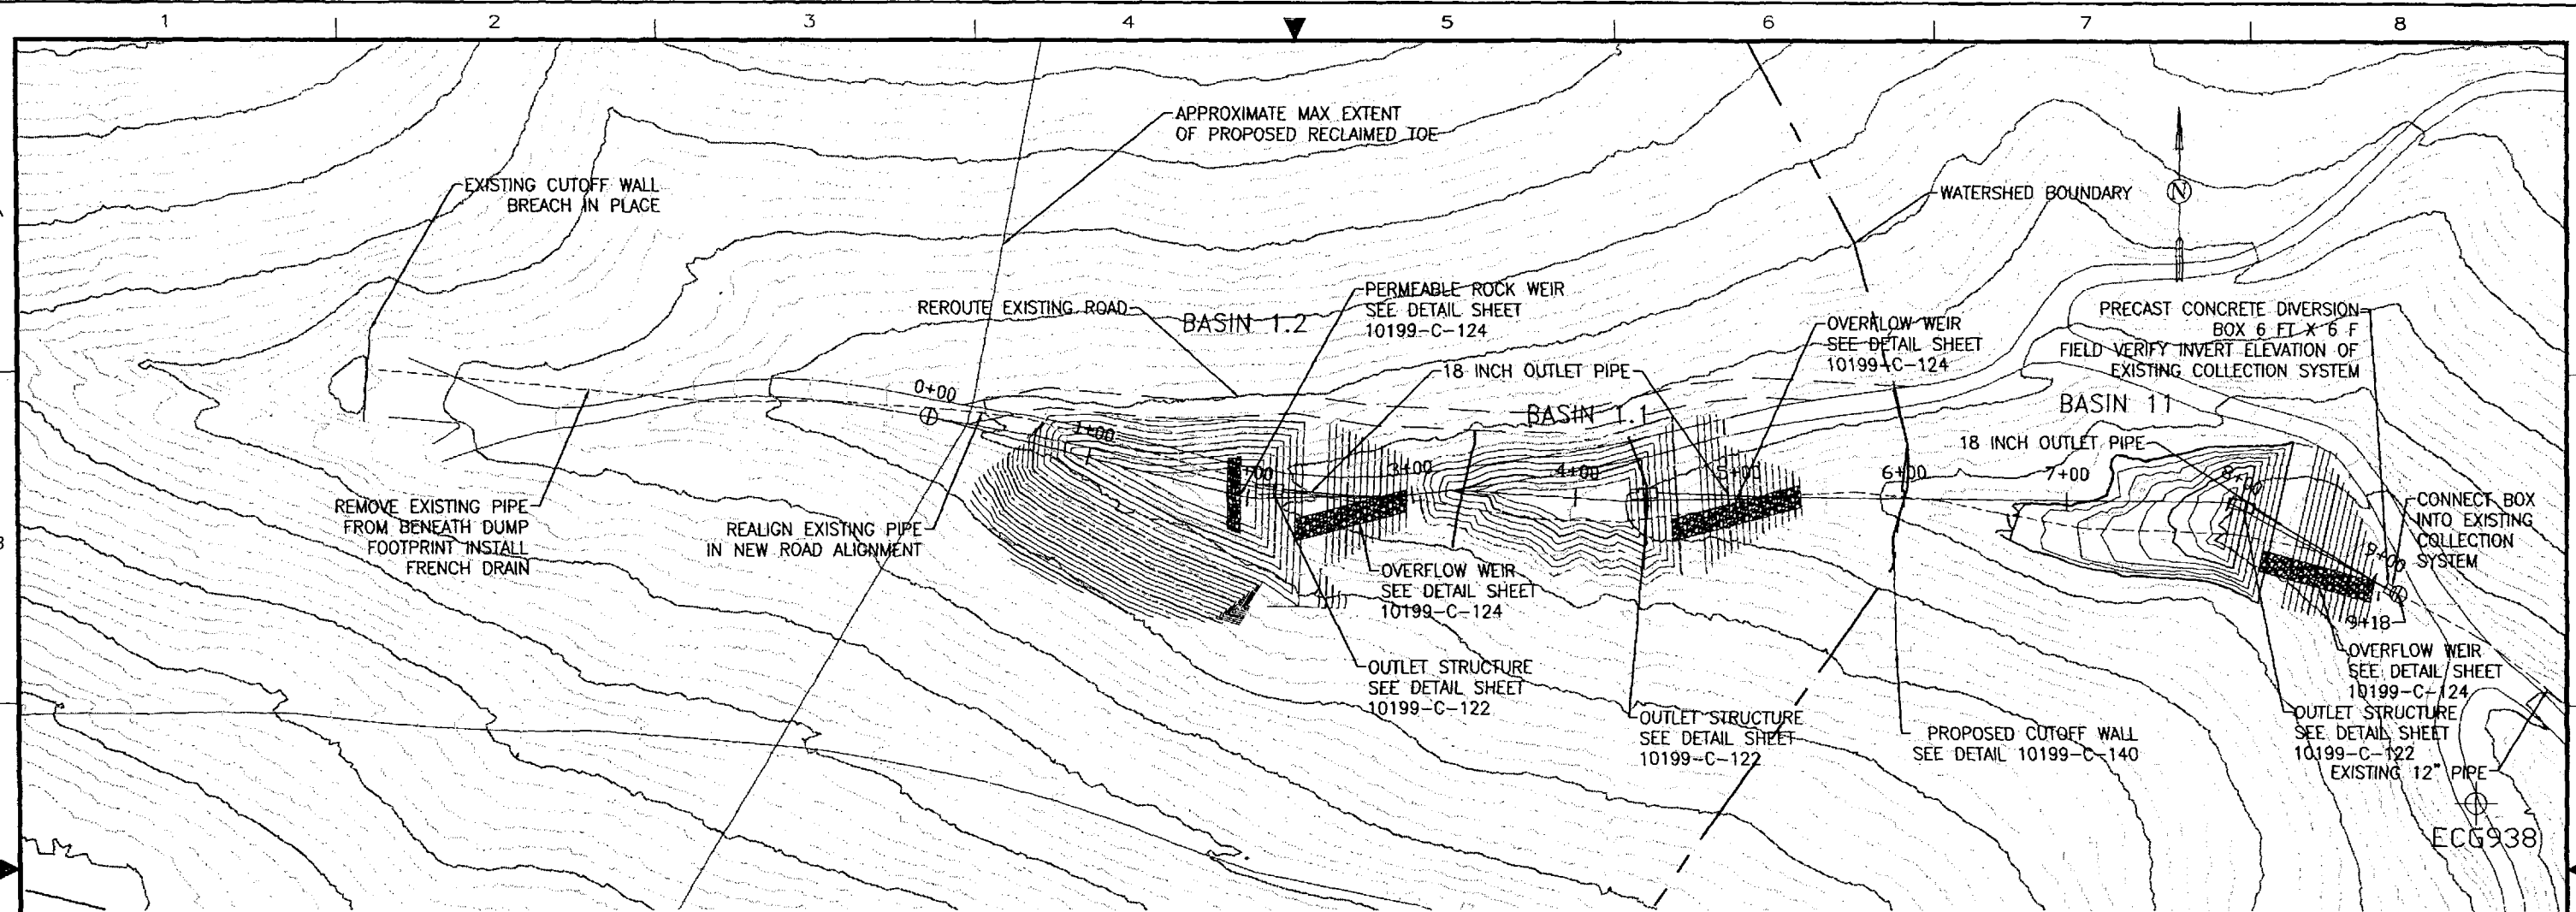 1 2 3 4 5 6 7 8
APPROXIMATE MAX EXTENT
OF PROPOSED RECLAIMED TOE
EXISTING CUTOFF WALL
BREACH IN PLACE
WATERSHED BOUNDARY
N
REROUTE EXISTING ROAD
BASIN 1.2
PERMEABLE ROCK WEIR
SEE DETAIL SHEET
10199-C-124
OVERFLOW WEIR
SEE DETAIL SHEET
10199-C-124
PRECAST CONCRETE DIVERSION
BOX 6 FT X 6 F
FIELD VERIFY INVERT ELEVATION OF
EXISTING COLLECTION SYSTEM
18 INCH OUTLET PIPE
0+00
BASIN 1.1
BASIN 11
18 INCH OUTLET PIPE
1+00
+00
3+00
4+00
5+00
6+00
7+00
8+00
9+00
9+18
REMOVE EXISTING PIPE
FROM BENEATH DUMP
FOOTPRINT INSTALL
FRENCH DRAIN
REALIGN EXISTING PIPE
IN NEW ROAD ALIGNMENT
CONNECT BOX
INTO EXISTING
COLLECTION
SYSTEM
B
OVERFLOW WEIR
SEE DETAIL SHEET
10199-C-124
OUTLET STRUCTURE
SEE DETAIL SHEET
10199-C-122
OUTLET STRUCTURE
SEE DETAIL SHEET
10199-C-122
PROPOSED CUTOFF WALL
SEE DETAIL 10199-C-140
OVERFLOW WEIR
SEE DETAIL SHEET
10199-C-124
OUTLET STRUCTURE
SEE DETAIL SHEET
10199-C-122
EXISTING 12" PIPE
ECG938